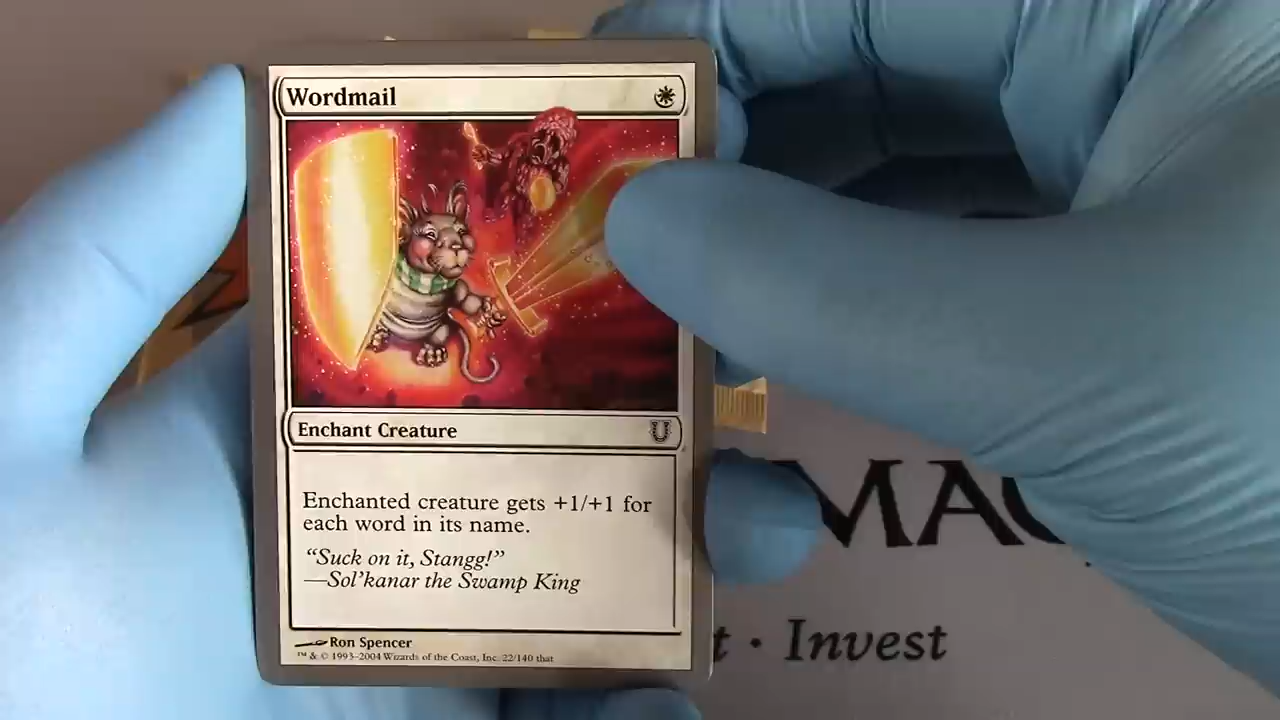 Wordmail
Enchant Creature
Enchanted creature gets +1/+1 for
each word in its name.
“Suck on it, Stangg!”
—Sol'kanar the Swamp King
Ron Spencer
™ & © 1993–2004 Wizards of the Coast, Inc. 22/140 that
· Invest